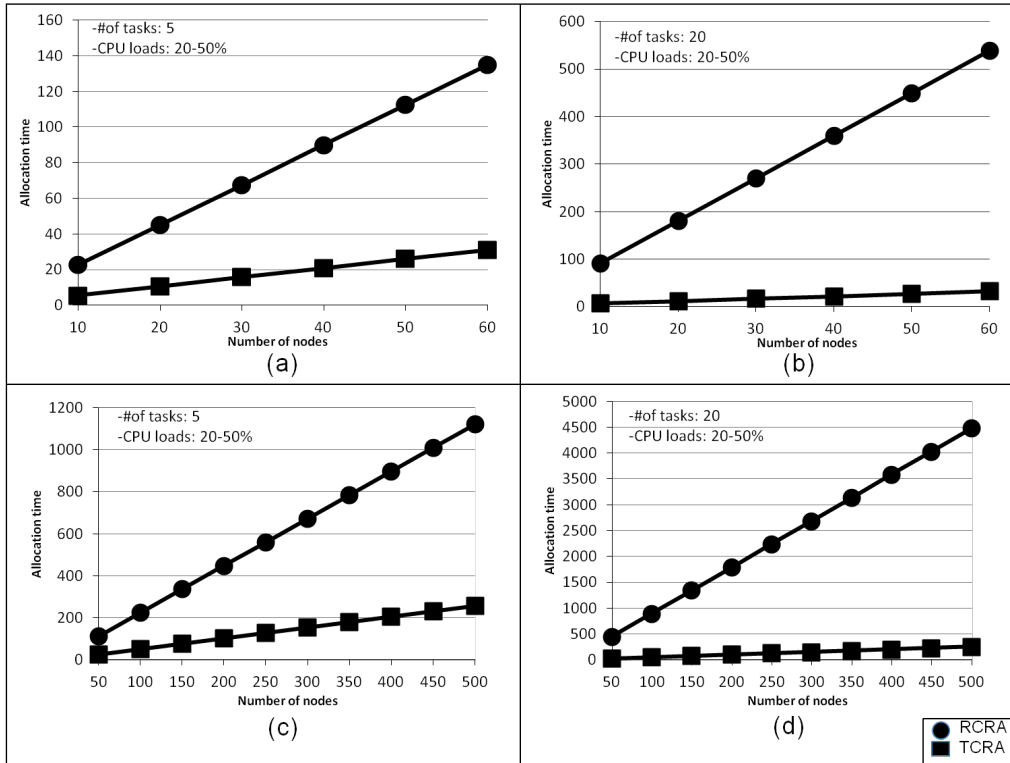 160
140
120
100
80
60
40
20
0
Allocation time
-#of tasks: 5
-CPU loads: 20-50%
10 20 30 40 50 60
Number of nodes
(a)
600
500
400
300
200
100
0
Allocation time
-#of tasks: 20
-CPU loads: 20-50%
10 20 30 40 50 60
Number of nodes
(b)
1200
1000
800
600
400
200
0
Allocation time
-#of tasks: 5
-CPU loads: 20-50%
50 100 150 200 250 300 350 400 450 500
Number of nodes
(c)
5000
4500
4000
3500
3000
2500
2000
1500
1000
500
0
Allocation time
-#of tasks: 20
-CPU loads: 20-50%
50 100 150 200 250 300 350 400 450 500
Number of nodes
(d)
RCRA
TCRA